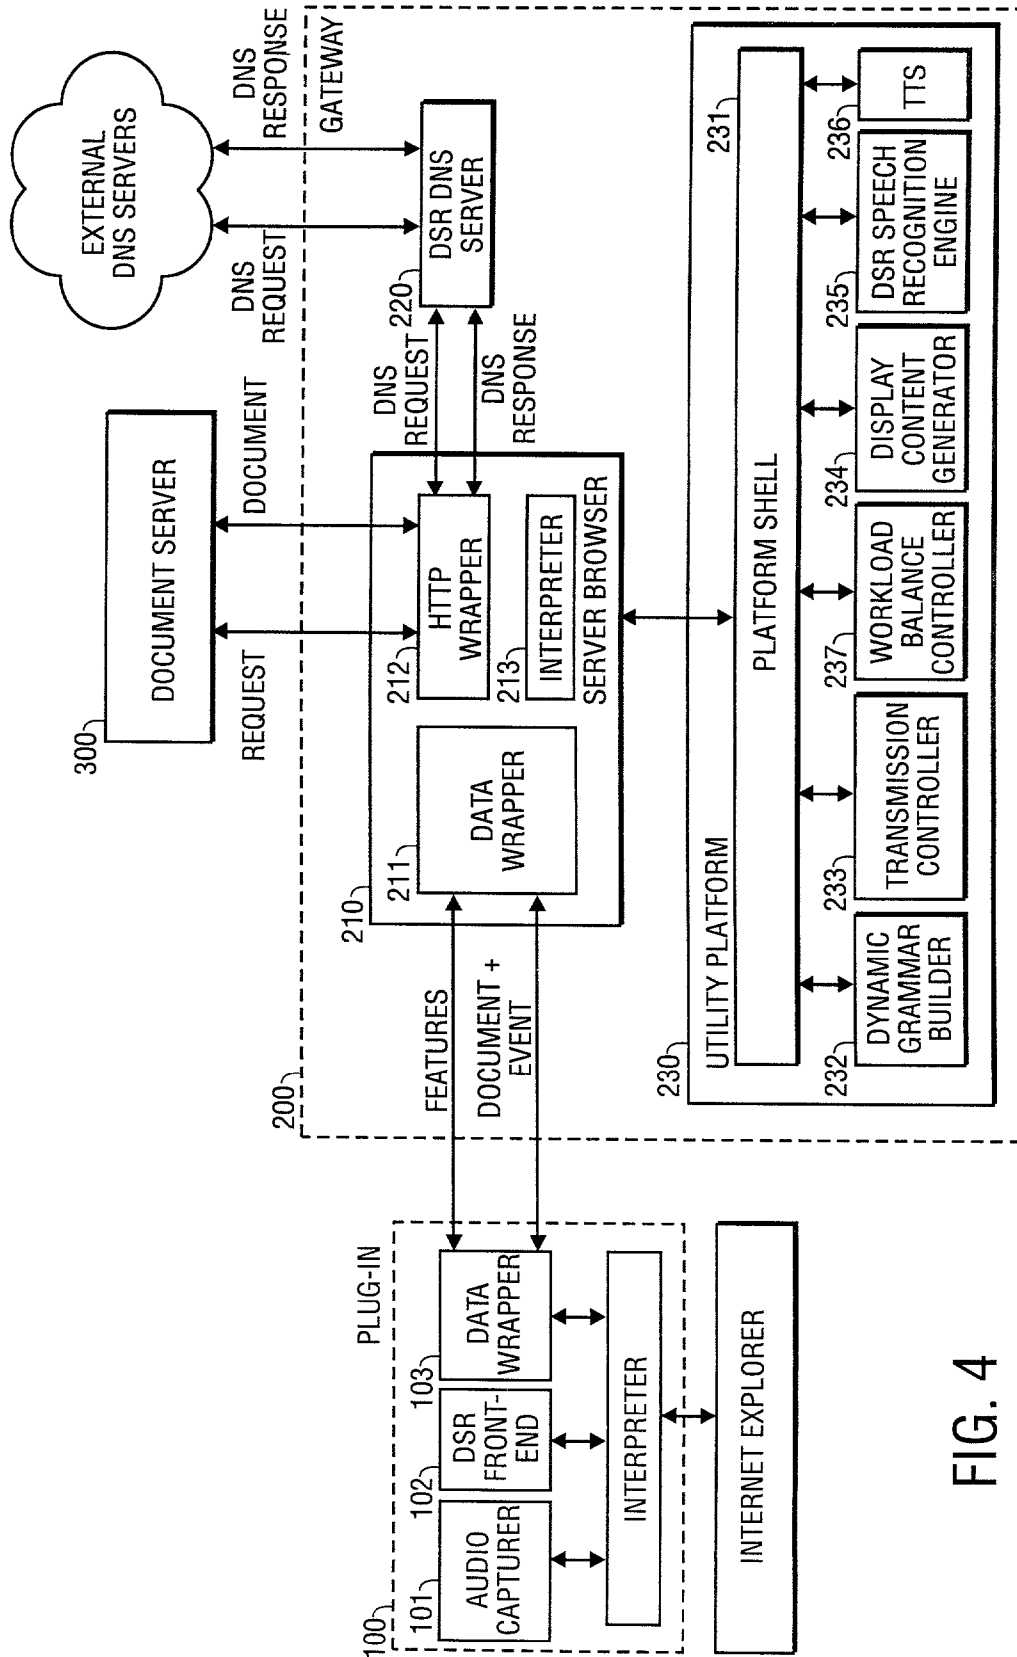 EXTERNAL
DNS SERVERS
DNS
REQUEST
DNS
RESPONSE
300
DOCUMENT SERVER
REQUEST
DOCUMENT
200
GATEWAY
220
DSR DNS
SERVER
DNS
REQUEST
DNS
RESPONSE
210
211
DATA
WRAPPER
212
HTTP
WRAPPER
213
INTERPRETER
SERVER BROWSER
FEATURES
DOCUMENT +
EVENT
100
PLUG-IN
101
AUDIO
CAPTURER
102
DSR
FRONT-
END
103
DATA
WRAPPER
INTERPRETER
INTERNET EXPLORER
230
UTILITY PLATFORM
231
PLATFORM SHELL
232
DYNAMIC
GRAMMAR
BUILDER
233
TRANSMISSION
CONTROLLER
237
WORKLOAD
BALANCE
CONTROLLER
234
DISPLAY
CONTENT
GENERATOR
235
DSR SPEECH
RECOGNITION
ENGINE
236
TTS
FIG. 4